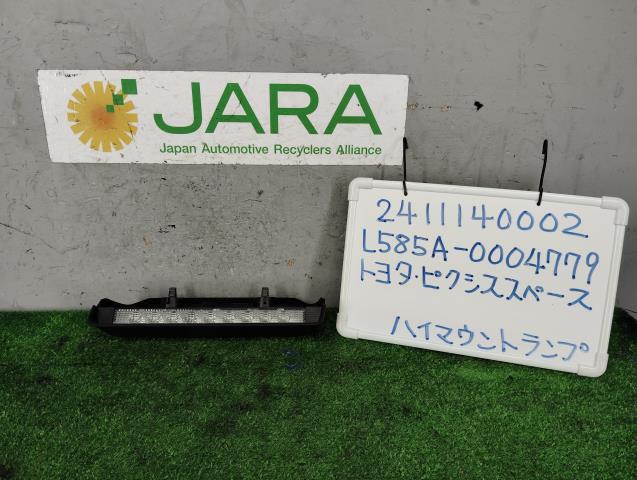 JARA
Japan Automotive Recyclers Alliance
2411140002
L585A-0004779
トヨタ・ピクシススペース
ハイマウントランプ